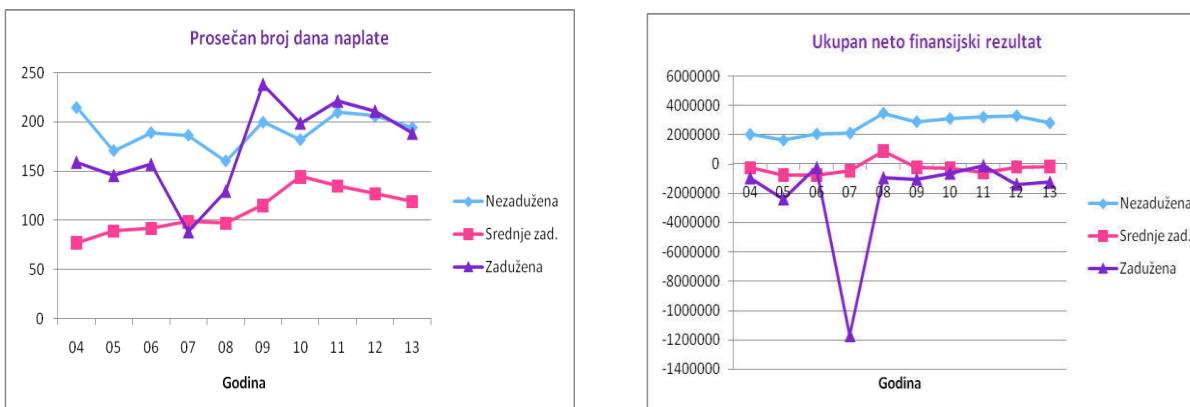 Prosečan broj dana naplate
250
200
150
100
50
0
04 05 06 07 08 09 10 11 12 13
Godina
Nezadužena
Srednje zad.
Zadužena
Ukupan neto finansijski rezultat
6000000
4000000
2000000
0
-2000000
-4000000
-6000000
-8000000
-1000000
-1200000
-1400000
04 05 06 07 08 09 10 11 12 13
Godina
Nezadužena
Srednje zad.
Zadužena